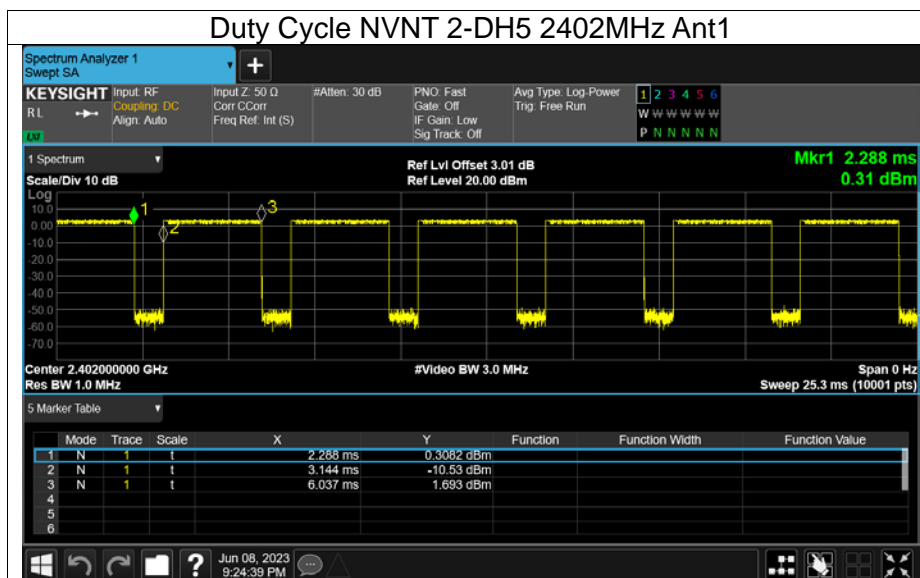 Duty Cycle NVNT 2-DH5 2402MHz Ant1
Spectrum Analyzer 1
Swept SA
+
KEYSIGHT
RL
LXI
Input: RF
Coupling: DC
Align: Auto
Input Z: 50 Ω
Corr CCorr
Freq Ref: Int (S)
#Atten: 30 dB
PNO: Fast
Gate: Off
IF Gain: Low
Sig Track: Off
Avg Type: Log-Power
Trig: Free Run
1 2 3 4 5 6
W W W W W W
P N N N N N
1 Spectrum
Scale/Div 10 dB
Ref Lvl Offset 3.01 dB
Ref Level 20.00 dBm
Mkr1 2.288 ms
0.31 dBm
Log
10.0
0.00
-10.0
-20.0
-30.0
-40.0
-50.0
-60.0
-70.0
1
2
3
Center 2.402000000 GHz
Res BW 1.0 MHz
#Video BW 3.0 MHz
Span 0 Hz
Sweep 25.3 ms (10001 pts)
5 Marker Table
Mode Trace Scale X Y Function Function Width Function Value
1 N 1 t 2.288 ms 0.3082 dBm
2 N 1 t 3.144 ms -10.53 dBm
3 N 1 t 6.037 ms 1.693 dBm
4
5
6
?
Jun 08, 2023
9:24:39 PM